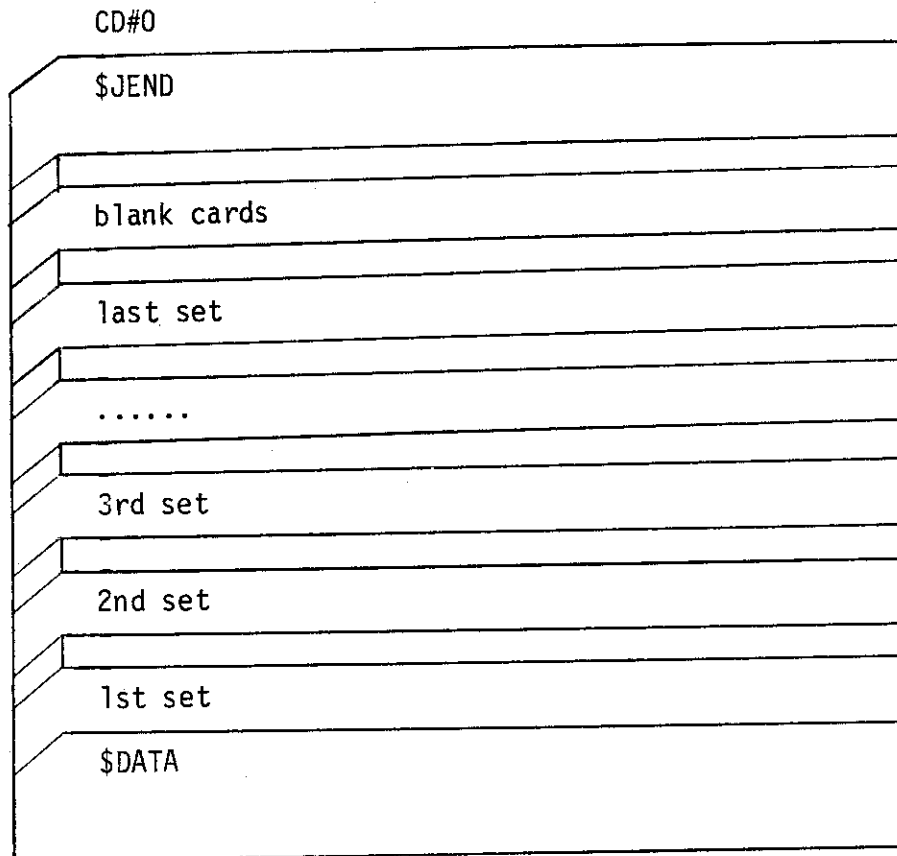 CD#0
$JEND
blank cards
last set
......
3rd set
2nd set
1st set
$DATA